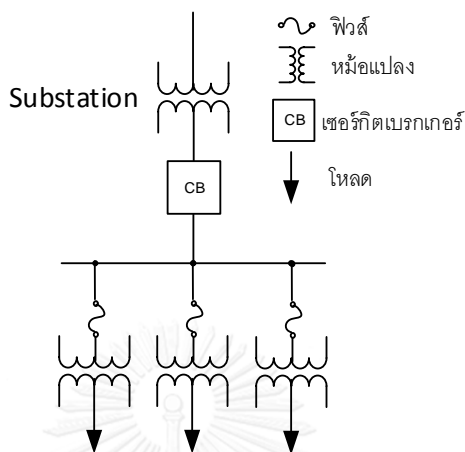 ฟิวส์
หม้อแปลง
Substation
CB เซอร์กิตเบรกเกอร์
CB
โหลด